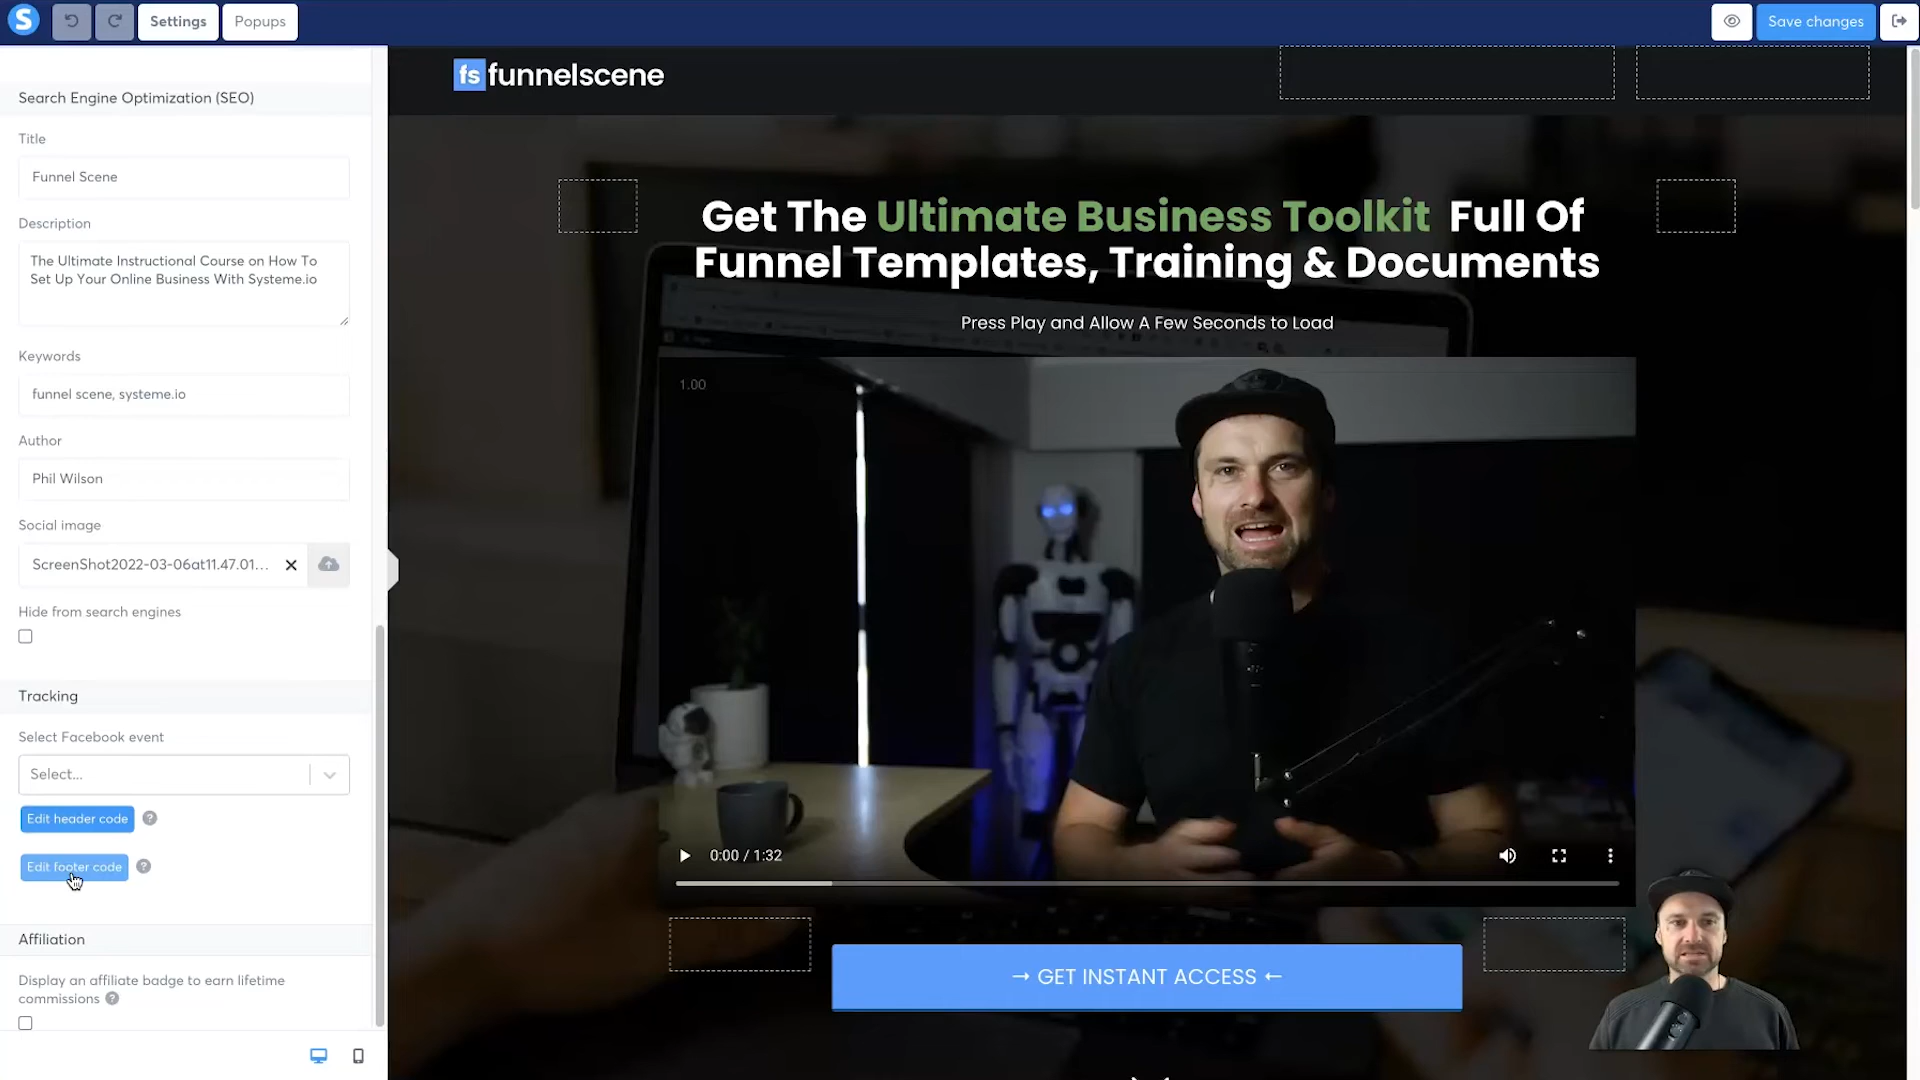 S
Settings
Popups
Save changes
Search Engine Optimization (SEO)
Title
Funnel Scene
Description
The Ultimate Instructional Course on How To
Set Up Your Online Business With Systeme.io
Keywords
funnel scene, systeme.io
Author
Phil Wilson
Social image
ScreenShot2022-03-06at11.47.01...
Hide from search engines
Tracking
Select Facebook event
Select...
Edit header code ?
Edit footer code ?
Affiliation
Display an affiliate badge to earn lifetime
commissions ?
fs funnelscene
Get The Ultimate Business Toolkit Full Of
Funnel Templates, Training & Documents
Press Play and Allow A Few Seconds to Load
1.00
0:00 / 1:32
→ GET INSTANT ACCESS ←